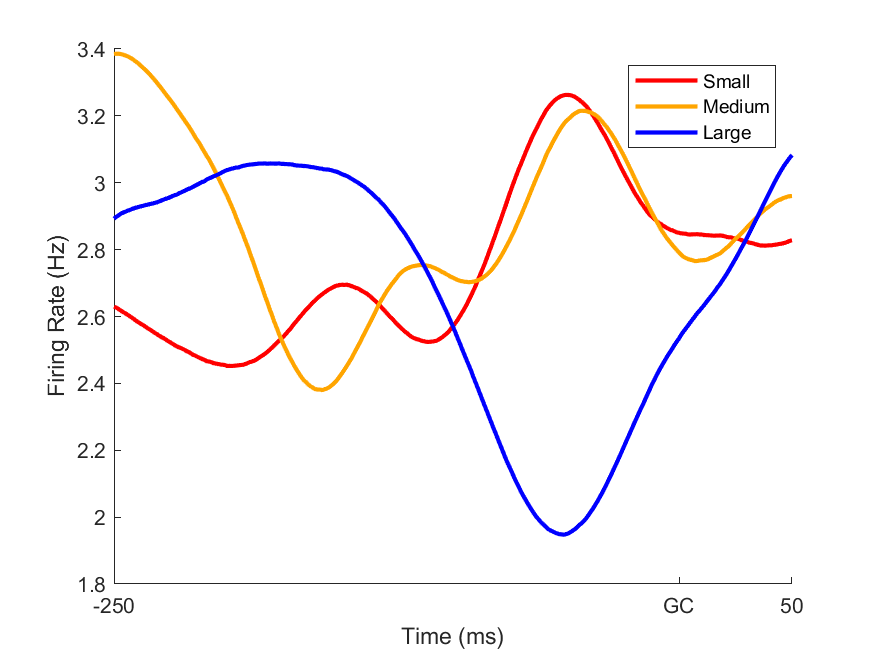 3.4
3.2
3
2.8
2.6
2.4
2.2
2
1.8
Firing Rate (Hz)
Small
Medium
Large
-250
GC
50
Time (ms)